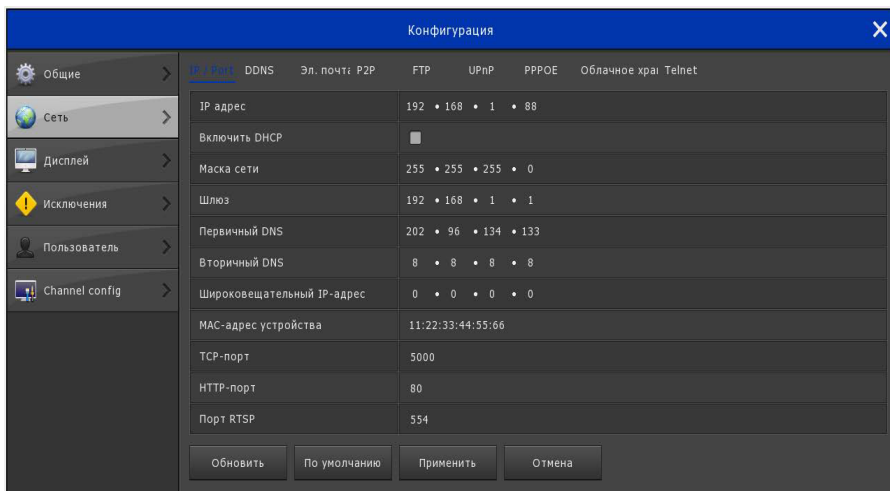 Конфигурация
Общие
Сеть
Дисплей
Исключения
Пользователь
Channel config
IP / Port DDNS Эл. почта P2P FTP UPnP PPPOE Облачное хран Telnet
IP адрес 192 • 168 • 1 • 88
Включить DHCP
Маска сети 255 • 255 • 255 • 0
Шлюз 192 • 168 • 1 • 1
Первичный DNS 202 • 96 • 134 • 133
Вторичный DNS 8 • 8 • 8 • 8
Широковещательный IP-адрес 0 • 0 • 0 • 0
MAC-адрес устройства 11:22:33:44:55:66
TCP-порт 5000
HTTP-порт 80
Порт RTSP 554
Обновить По умолчанию Применить Отмена